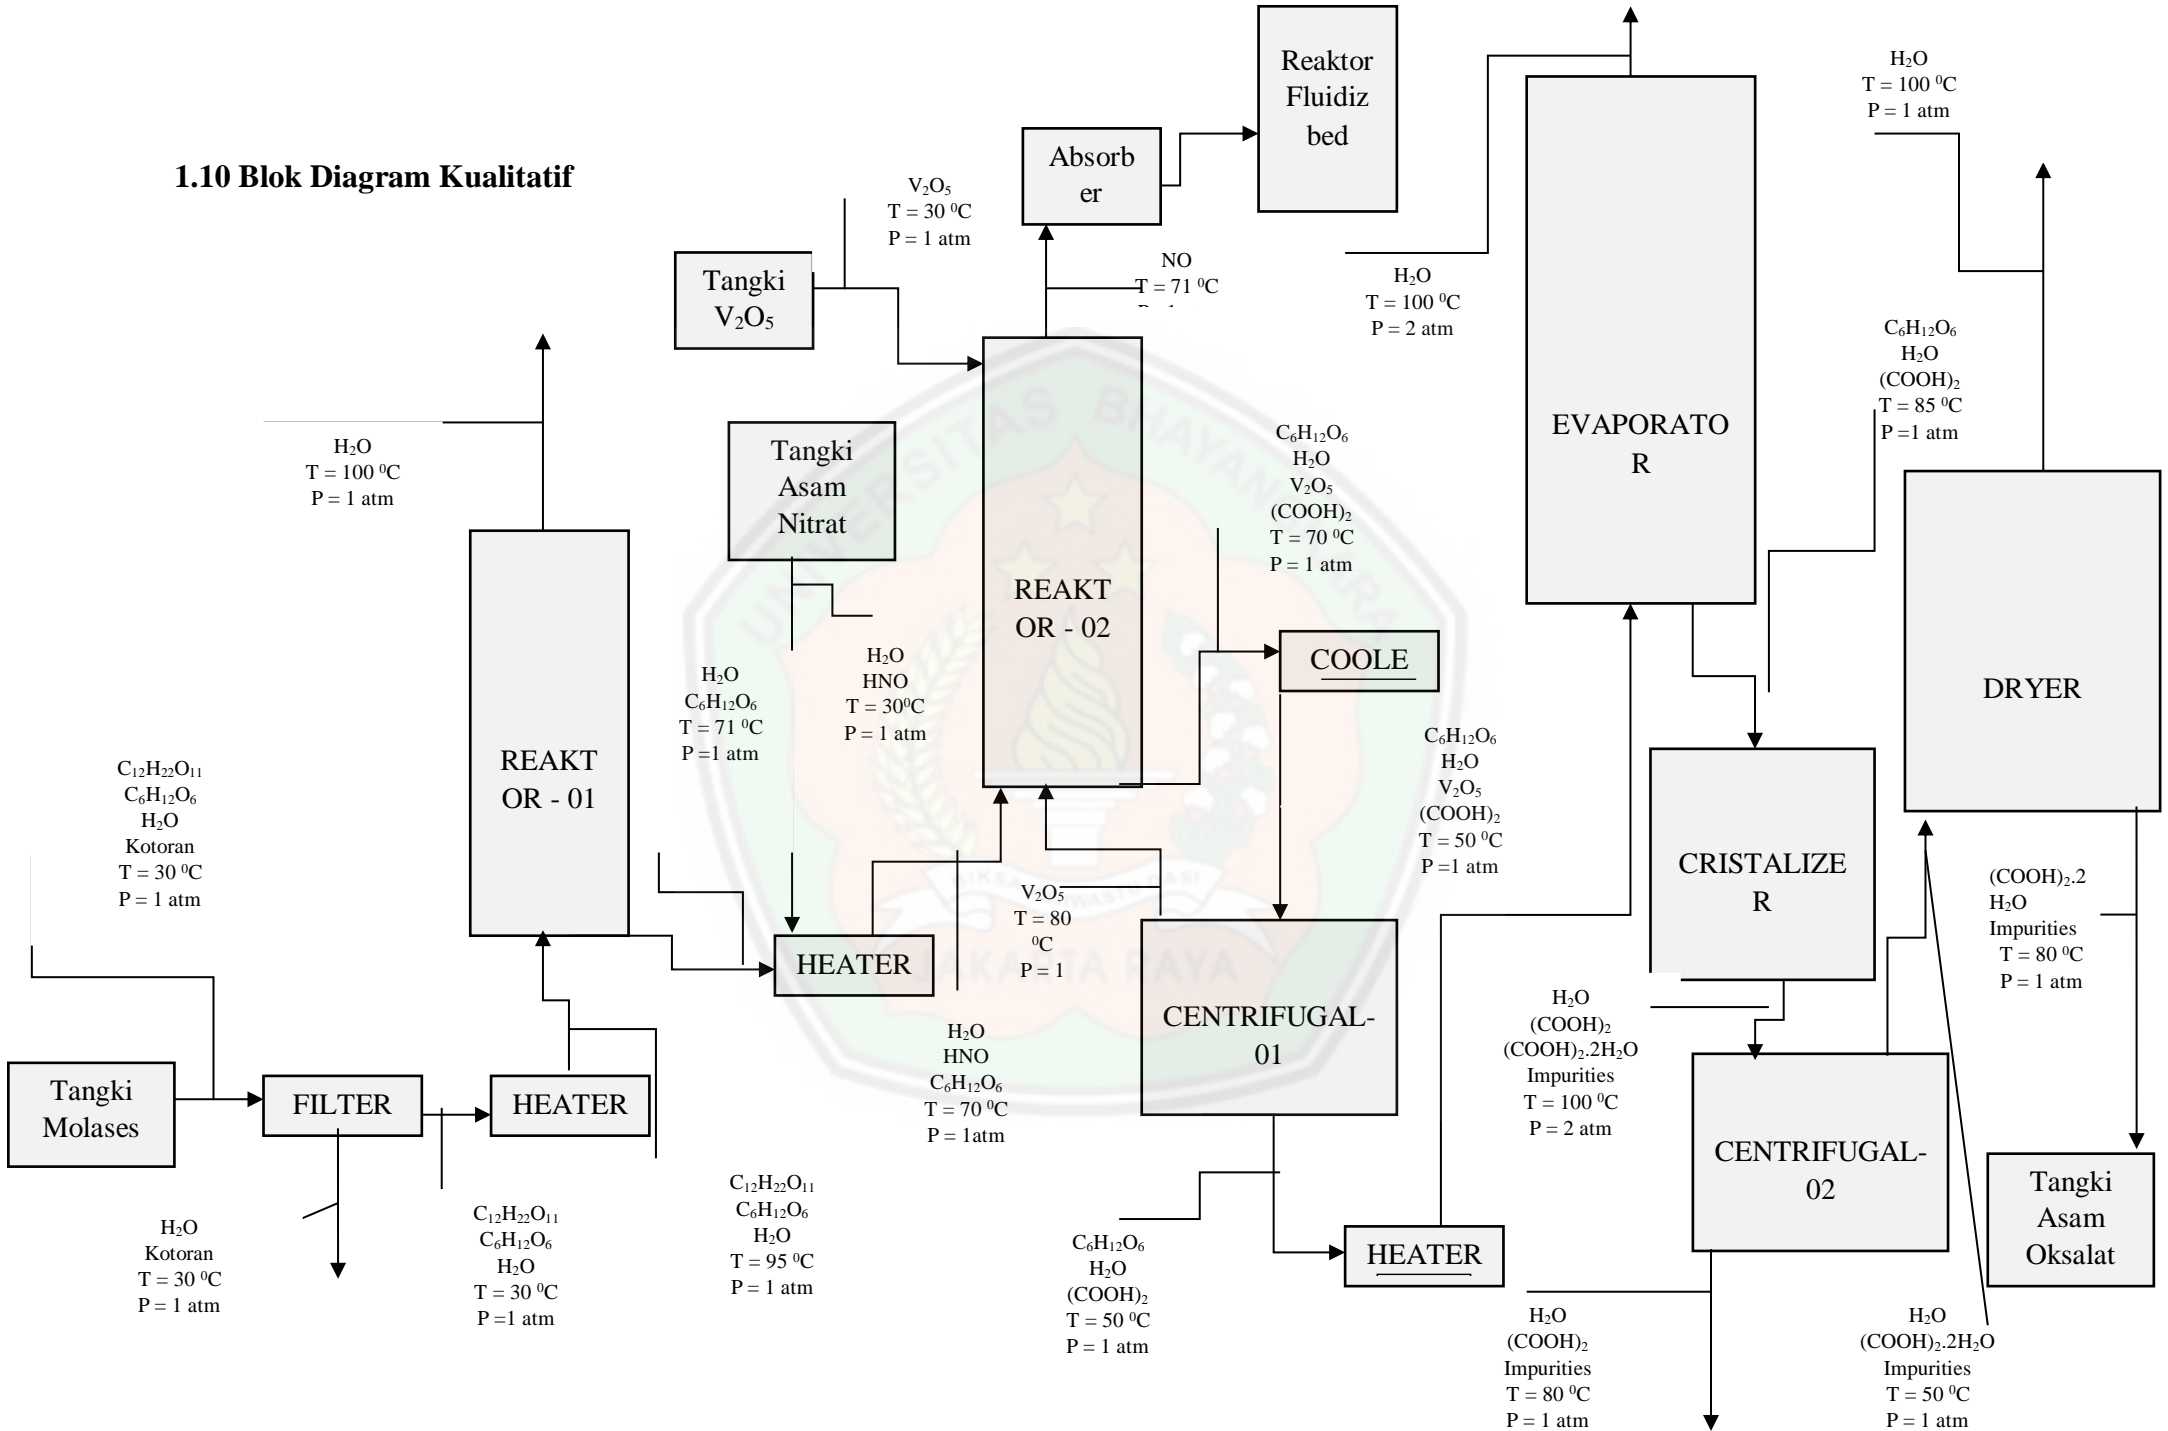 1.10 Blok Diagram Kualitatif
Reaktor
Fluidiz
bed
Absorb
er
V₂O₅
T = 30 ⁰C
P = 1 atm
Tangki
V₂O₅
NO
T = 71 ⁰C
H₂O
T = 100 ⁰C
P = 2 atm
H₂O
T = 100 ⁰C
P = 1 atm
C₆H₁₂O₆
H₂O
(COOH)₂
T = 85 ⁰C
P =1 atm
H₂O
T = 100 ⁰C
P = 1 atm
Tangki
Asam
Nitrat
REAKT
OR - 02
C₆H₁₂O₆
H₂O
V₂O₅
(COOH)₂
T = 70 ⁰C
P = 1 atm
EVAPORATO
R
COOLE
DRYER
H₂O
C₆H₁₂O₆
T = 71 ⁰C
P =1 atm
H₂O
HNO
T = 30⁰C
P = 1 atm
C₆H₁₂O₆
H₂O
V₂O₅
(COOH)₂
T = 50 ⁰C
P =1 atm
REAKT
OR - 01
C₁₂H₂₂O₁₁
C₆H₁₂O₆
H₂O
Kotoran
T = 30 ⁰C
P = 1 atm
CRISTALIZE
R
(COOH)₂.2
H₂O
Impurities
T = 80 ⁰C
P = 1 atm
HEATER
V₂O₅
T = 80
⁰C
P = 1
CENTRIFUGAL-
01
H₂O
(COOH)₂
(COOH)₂.2H₂O
Impurities
T = 100 ⁰C
P = 2 atm
H₂O
HNO
C₆H₁₂O₆
T = 70 ⁰C
P = 1atm
Tangki
Molases
FILTER
HEATER
CENTRIFUGAL-
02
Tangki
Asam
Oksalat
H₂O
Kotoran
T = 30 ⁰C
P = 1 atm
C₁₂H₂₂O₁₁
C₆H₁₂O₆
H₂O
T = 30 ⁰C
P =1 atm
C₁₂H₂₂O₁₁
C₆H₁₂O₆
H₂O
T = 95 ⁰C
P = 1 atm
C₆H₁₂O₆
H₂O
(COOH)₂
T = 50 ⁰C
P = 1 atm
HEATER
H₂O
(COOH)₂
Impurities
T = 80 ⁰C
P = 1 atm
H₂O
(COOH)₂.2H₂O
Impurities
T = 50 ⁰C
P = 1 atm
UNIVERSITAS BHAYANGKARA
JAKARTA RAYA